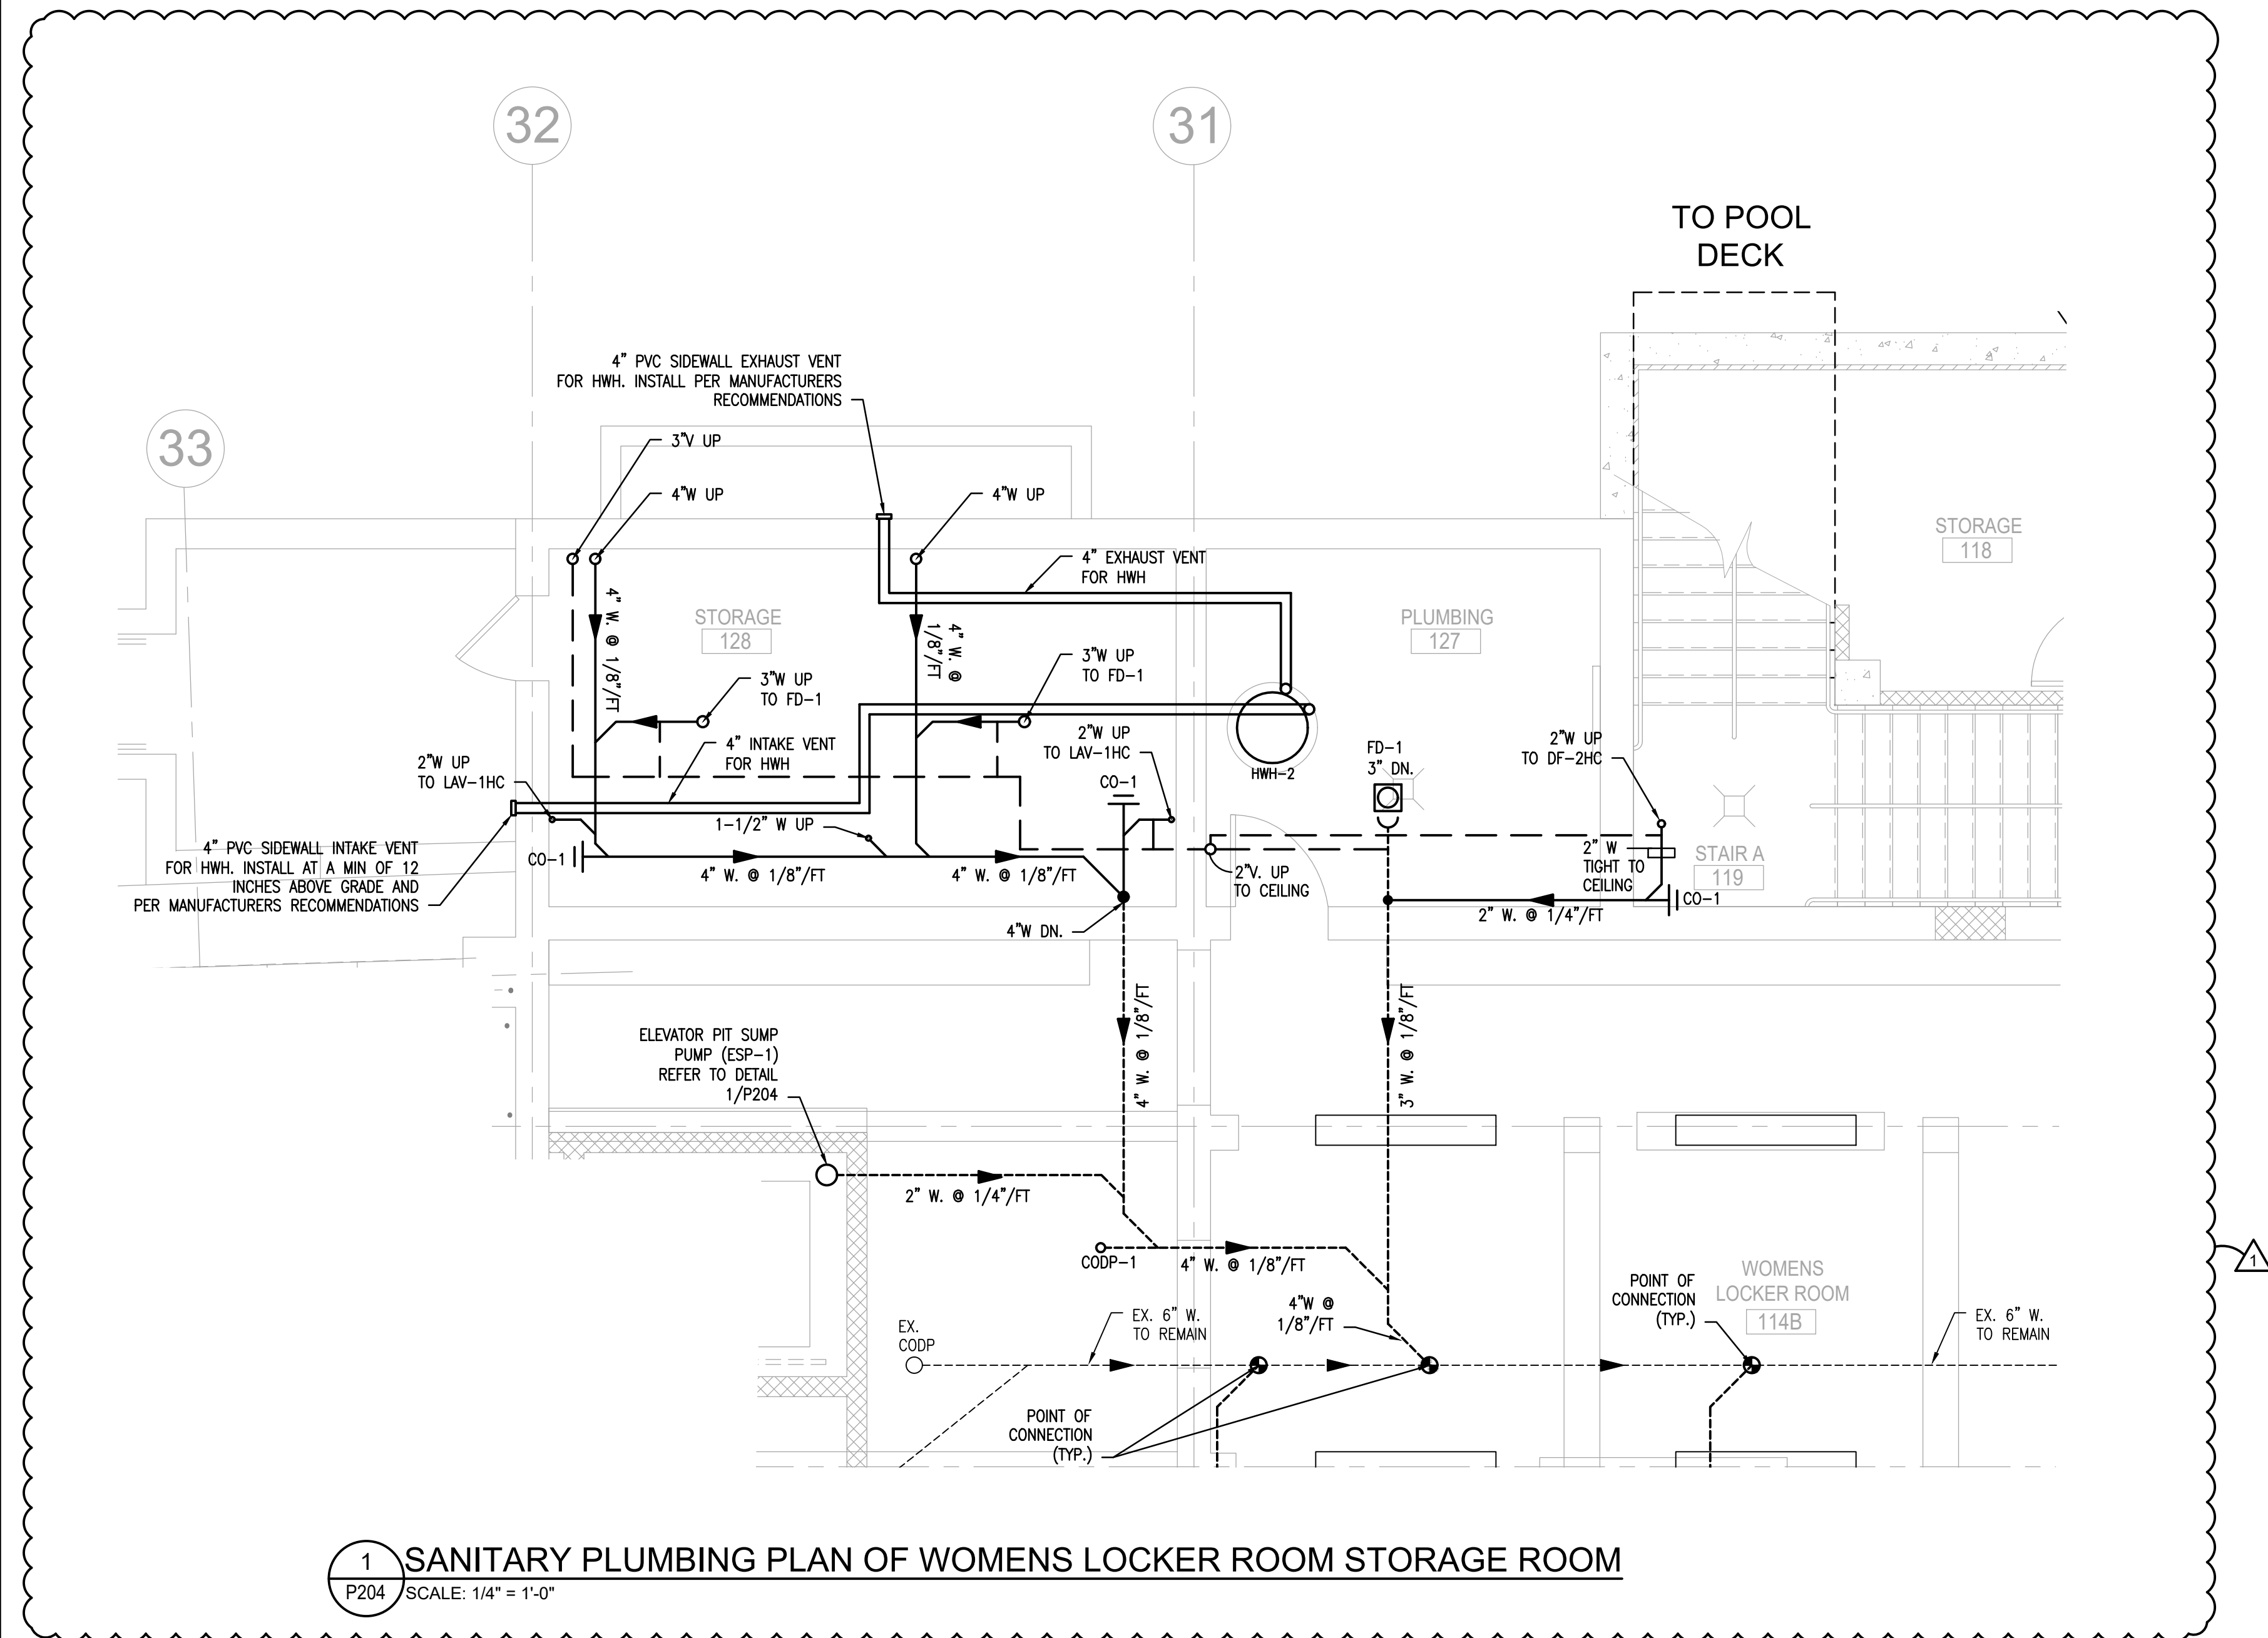 32
31
33
TO POOL
DECK
4" PVC SIDEWALL EXHAUST VENT
FOR HWH. INSTALL PER MANUFACTURERS
RECOMMENDATIONS
3"V UP
4"W UP
4"W UP
4" EXHAUST VENT
FOR HWH
STORAGE
118
STORAGE
128
PLUMBING
127
4" W. @ 1/8"/FT
4" W. @
1/8"/FT
3"W UP
TO FD-1
3"W UP
TO FD-1
2"W UP
TO LAV-1HC
4" INTAKE VENT
FOR HWH
2"W UP
TO LAV-1HC
CO-1
HWH-2
FD-1
3" DN.
2"W UP
TO DF-2HC
1-1/2" W UP
4" PVC SIDEWALL INTAKE VENT
FOR HWH. INSTALL AT A MIN OF 12
INCHES ABOVE GRADE AND
PER MANUFACTURERS RECOMMENDATIONS
CO-1
4" W. @ 1/8"/FT
4" W. @ 1/8"/FT
2"V. UP
TO CEILING
2" W
TIGHT TO
CEILING
STAIR A
119
CO-1
2" W. @ 1/4"/FT
4"W DN.
4" W. @ 1/8"/FT
3" W. @ 1/8"/FT
ELEVATOR PIT SUMP
PUMP (ESP-1)
REFER TO DETAIL
1/P204
2" W. @ 1/4"/FT
CODP-1
4" W. @ 1/8"/FT
4"W @
1/8"/FT
POINT OF
CONNECTION
(TYP.)
WOMENS
LOCKER ROOM
114B
EX.
CODP
EX. 6" W.
TO REMAIN
EX. 6" W.
TO REMAIN
POINT OF
CONNECTION
(TYP.)
1
1
P204
SANITARY PLUMBING PLAN OF WOMENS LOCKER ROOM STORAGE ROOM
SCALE: 1/4" = 1'-0"